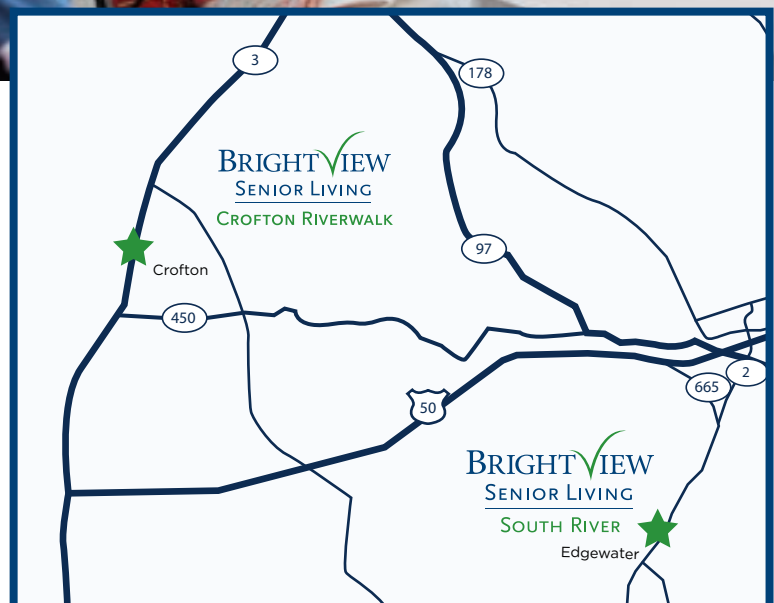 3
178
BRIGHTVIEW
SENIOR LIVING
CROFTON RIVERWALK
97
Crofton
450
2
665
50
BRIGHTVIEW
SENIOR LIVING
SOUTH RIVER
Edgewater